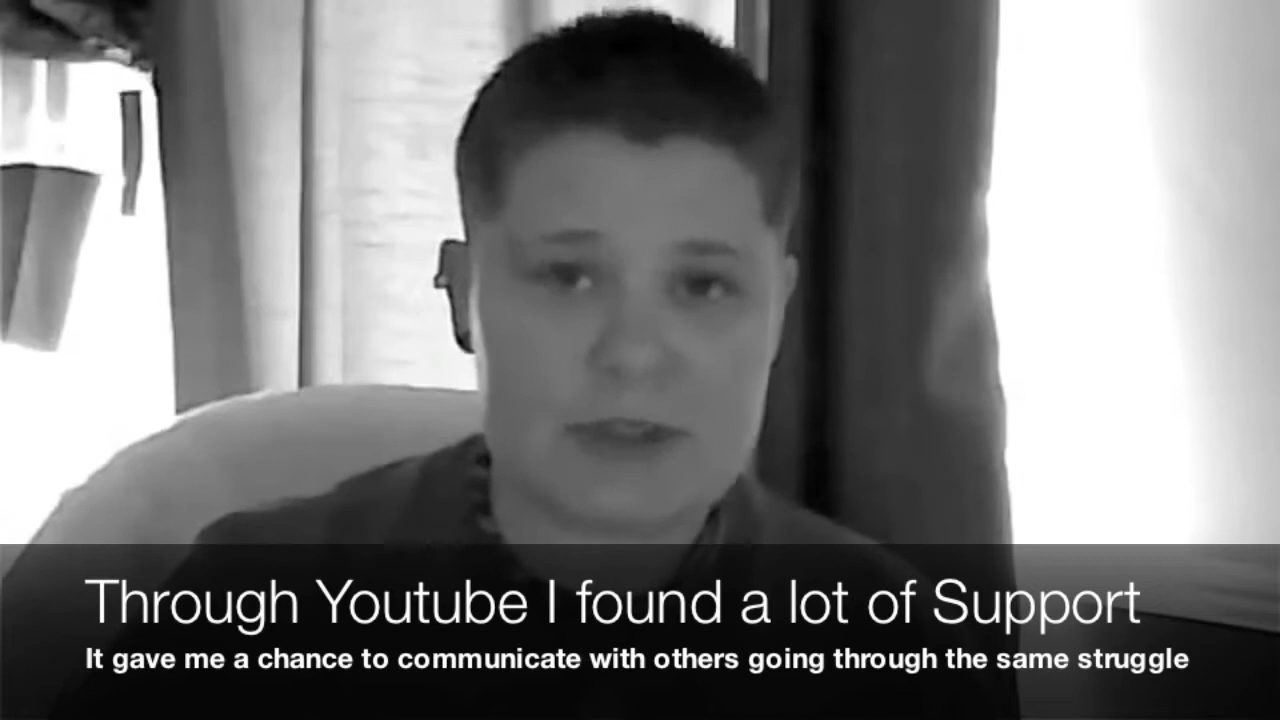 Through Youtube I found a lot of Support
It gave me a chance to communicate with others going through the same struggle